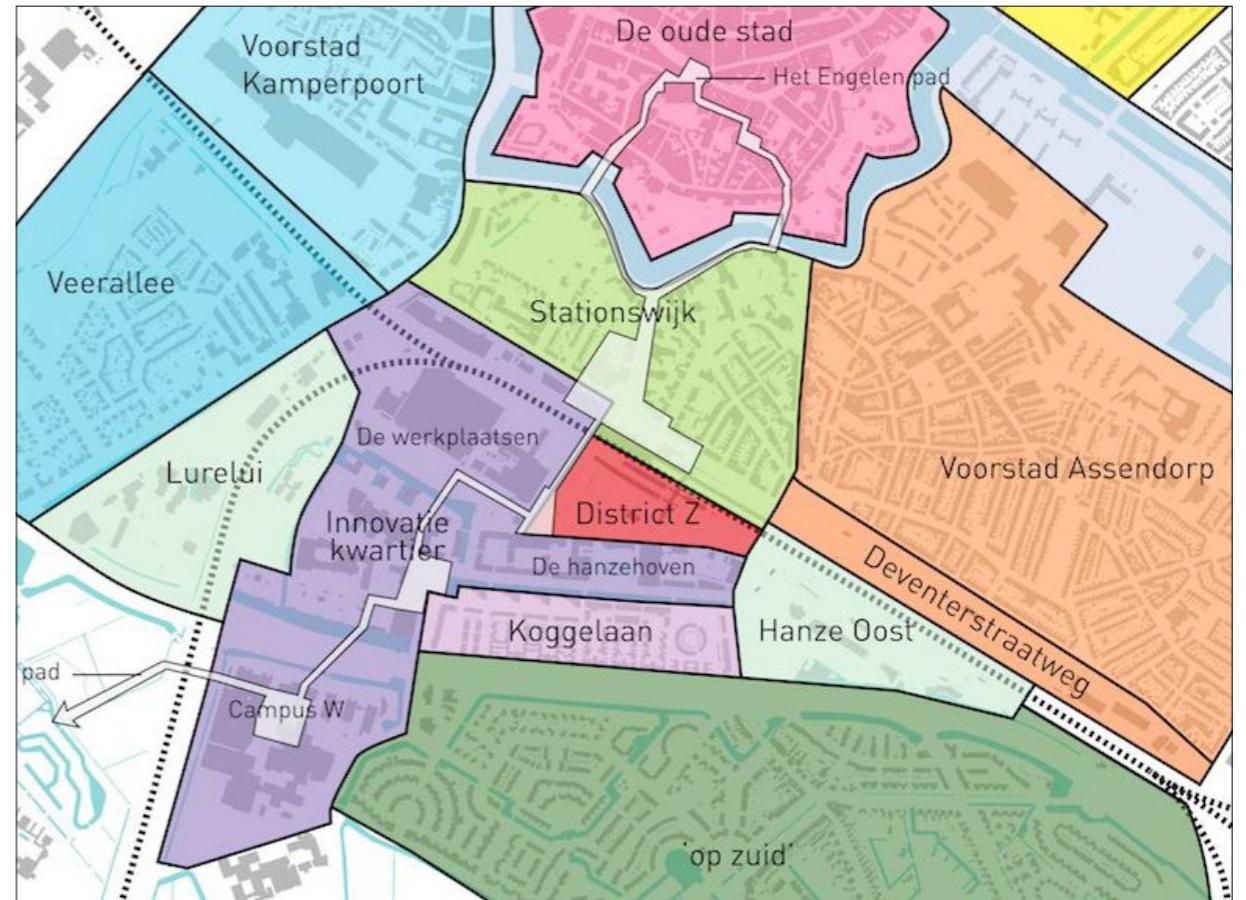 De oude stad
Voorstad
Kamperpoort
Het Engelen pad
Veerallee
Stationswijk
De werkplaatsen
Voorstad Assendorp
Lurelui
District Z
Innovatie
kwartier
De hanzehoven
Deventerstraatweg
Koggelaan
Hanze Oost
pad
Campus W
'op zuid'